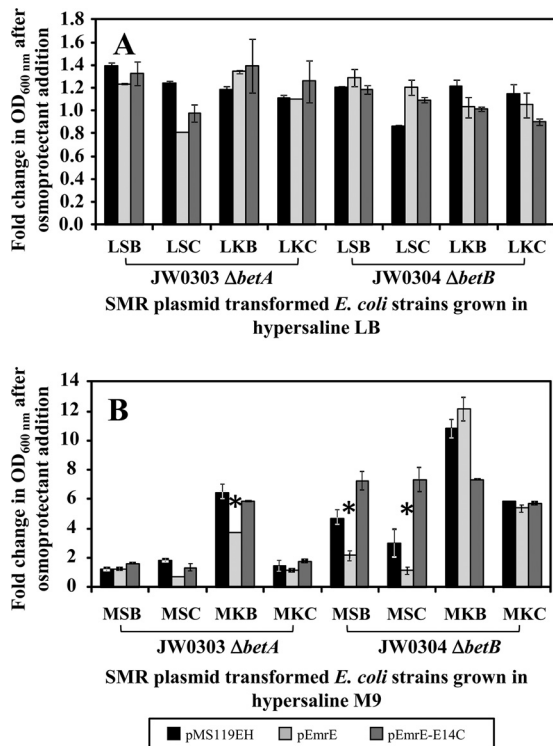 A
Fold change in OD600 nm after
osmoprotectant addition
1.8
1.6
1.4
1.2
1.0
0.8
0.6
0.4
0.2
0.0
LSB LSC LKB LKC LSB LSC LKB LKC
JW0303 ΔbetA JW0304 ΔbetB
SMR plasmid transformed E. coli strains grown in
hypersaline LB
B
Fold change in OD600 nm after
osmoprotectant addition
14
12
10
8
6
4
2
0
* * *
MSB MSC MKB MKC MSB MSC MKB MKC
JW0303 ΔbetA JW0304 ΔbetB
SMR plasmid transformed E. coli strains grown in
hypersaline M9
pMS119EH pEmrE pEmrE-E14C